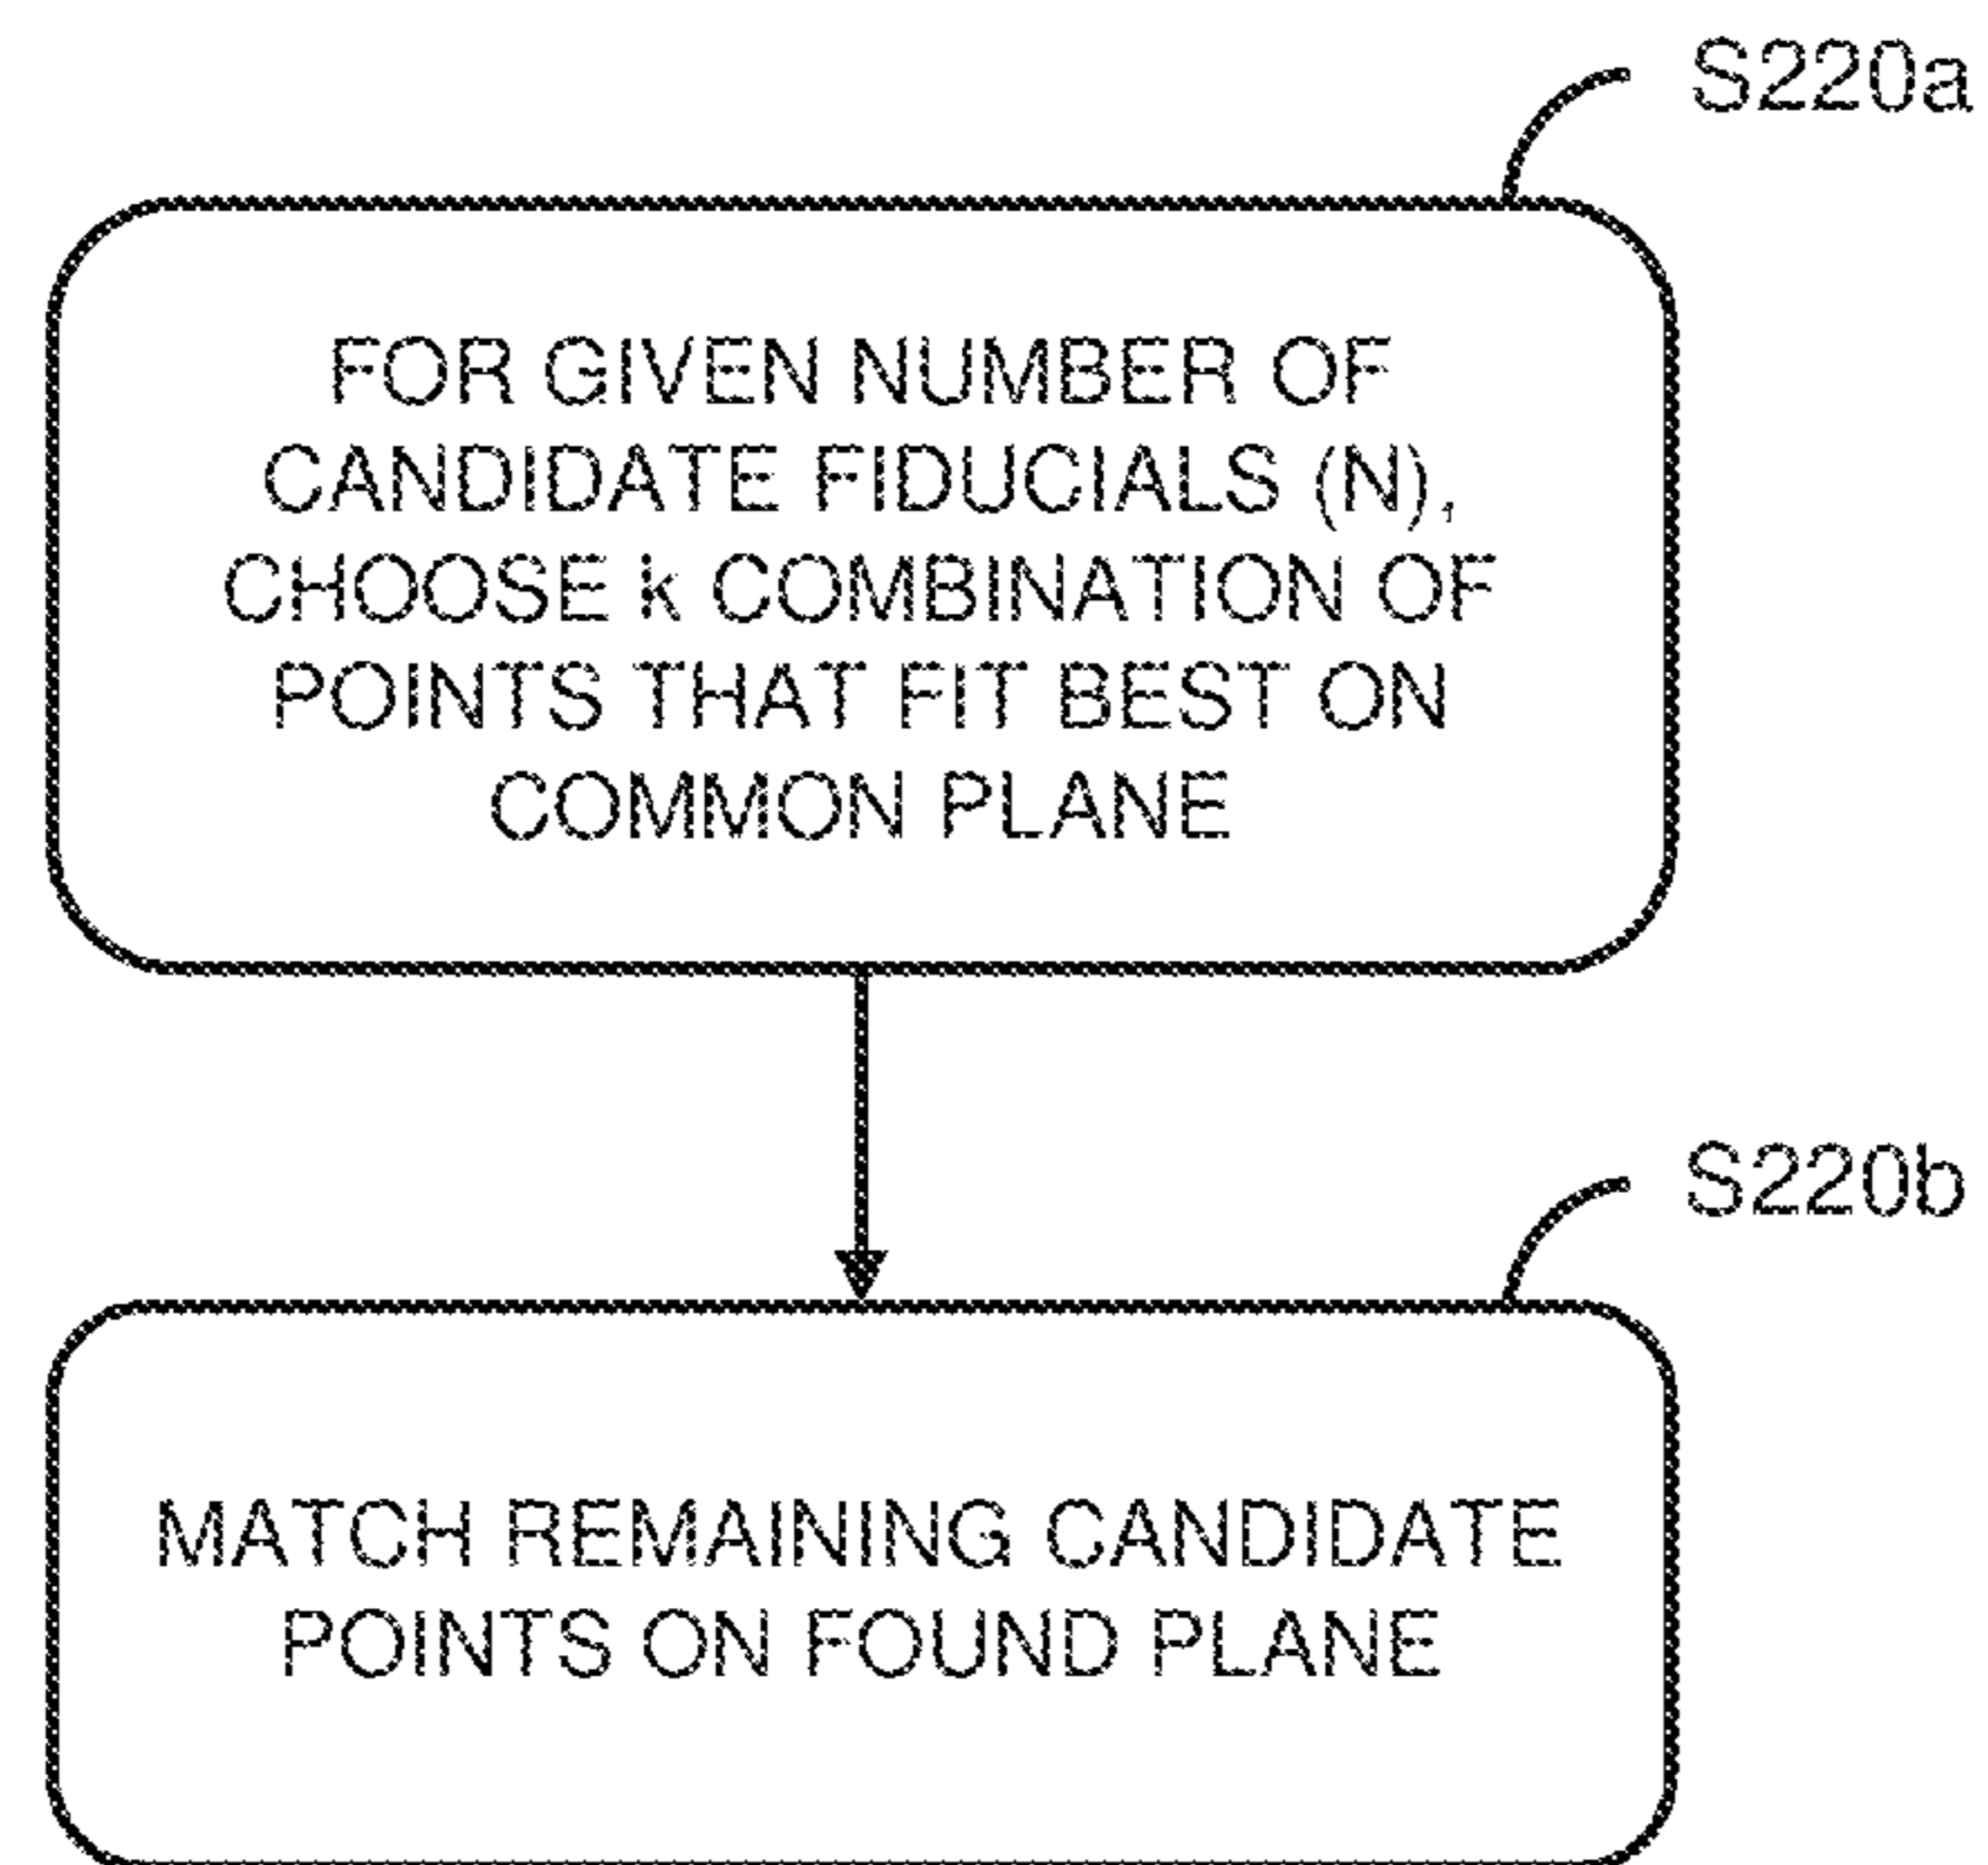 S220a
FOR GIVEN NUMBER OF
CANDIDATE FIDUCIALS (N),
CHOOSE k COMBINATION OF
POINTS THAT FIT BEST ON
COMMON PLANE
S220b
MATCH REMAINING CANDIDATE
POINTS ON FOUND PLANE